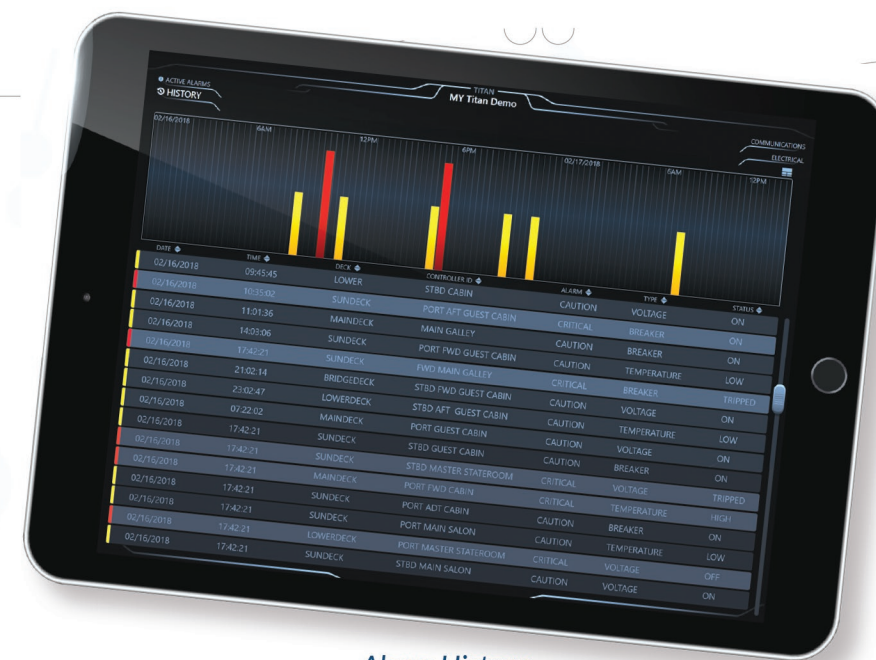 ACTIVE ALARMS
HISTORY
TITAN
MY Titan Demo
COMMUNICATIONS
ELECTRICAL
02/16/2018 6AM 12PM 6PM 02/17/2018 6AM 12PM
DATE TIME DECK CONTROLLER ID ALARM TYPE STATUS
02/16/2018 09:45:45 LOWER STBD CABIN CAUTION VOLTAGE ON
02/16/2018 10:35:02 SUNDECK PORT AFT GUEST CABIN CRITICAL BREAKER ON
02/16/2018 11:01:36 MAINDECK MAIN GALLEY CAUTION BREAKER ON
02/16/2018 14:03:06 SUNDECK PORT FWD GUEST CABIN CAUTION TEMPERATURE LOW
02/16/2018 17:42:21 SUNDECK FWD MAIN GALLEY CRITICAL BREAKER TRIPPED
02/16/2018 21:02:14 BRIDGEDECK STBD FWD GUEST CABIN CAUTION VOLTAGE ON
02/16/2018 23:02:47 LOWERDECK STBD AFT GUEST CABIN CAUTION TEMPERATURE LOW
02/16/2018 07:22:02 MAINDECK PORT GUEST CABIN CAUTION VOLTAGE ON
02/16/2018 17:42:21 SUNDECK STBD GUEST CABIN CAUTION BREAKER ON
02/16/2018 17:42:21 SUNDECK STBD MASTER STATEROOM CRITICAL VOLTAGE TRIPPED
02/16/2018 17:42:21 MAINDECK PORT FWD CABIN CRITICAL TEMPERATURE HIGH
02/16/2018 17:42:21 SUNDECK PORT ADT CABIN CAUTION BREAKER ON
02/16/2018 17:42:21 SUNDECK PORT MAIN SALON CAUTION TEMPERATURE LOW
02/16/2018 17:42:21 LOWERDECK PORT MASTER STATEROOM CRITICAL VOLTAGE OFF
02/16/2018 17:42:21 SUNDECK STBD MAIN SALON CAUTION VOLTAGE ON